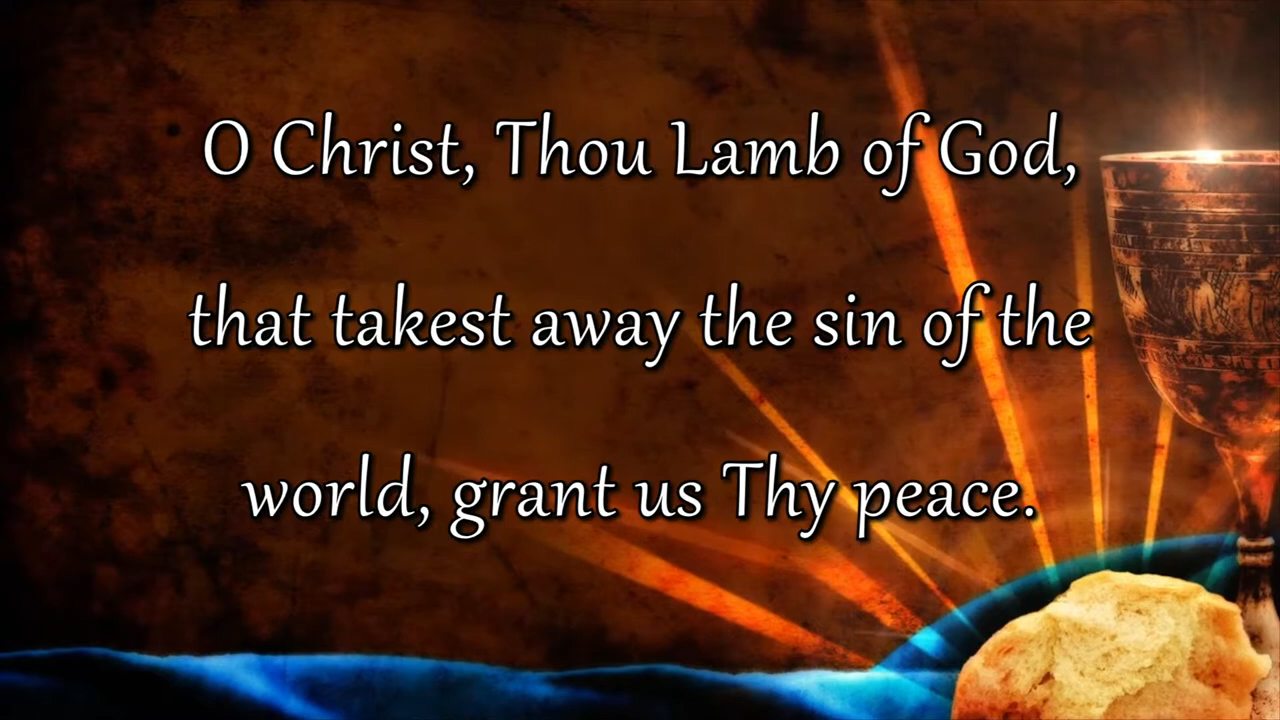 O Christ, Thou Lamb of God,
that takest away the sin of the
world, grant us Thy peace.